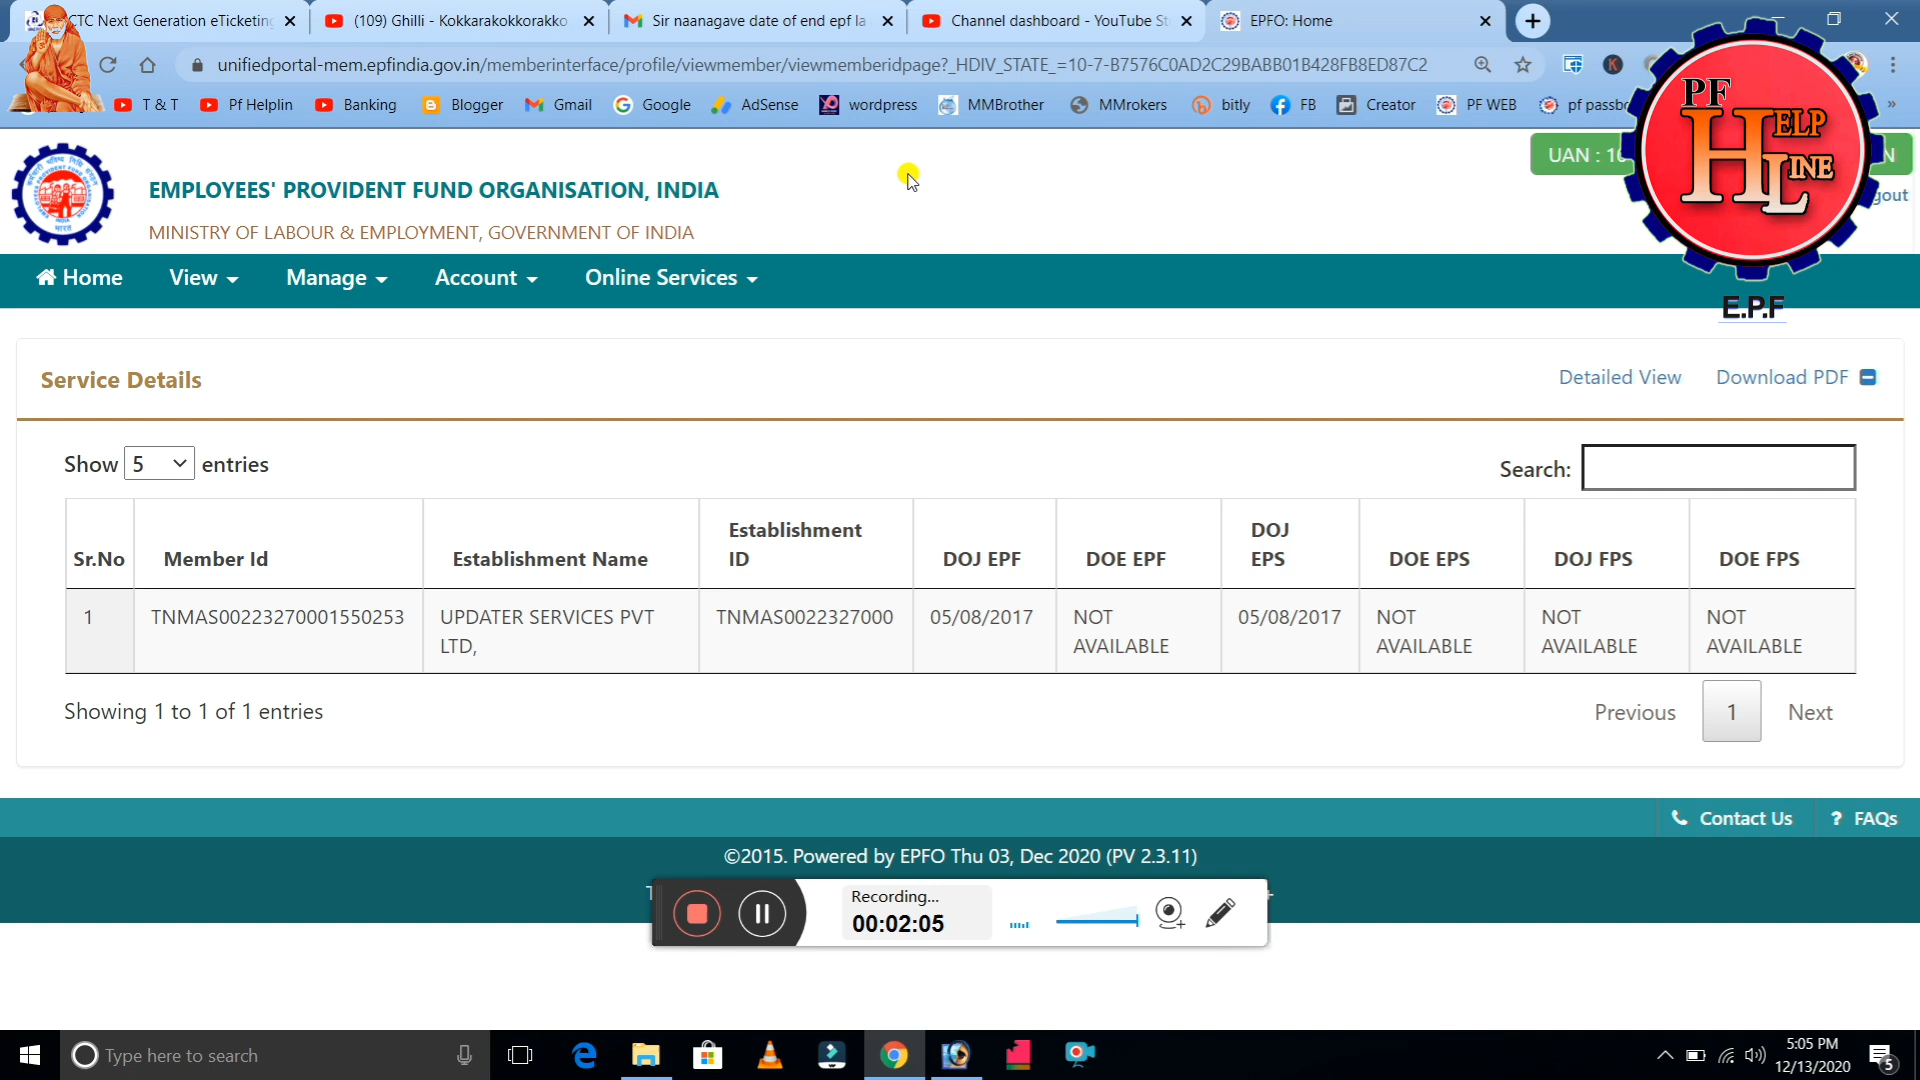 CTC Next Generation eTicketing
(109) Ghilli - Kokkarakokkorakko
Sir naanagave date of end epf la
Channel dashboard - YouTube St
EPFO: Home
unifiedportal-mem.epfindia.gov.in/memberinterface/profile/viewmember/viewmemberidpage?_HDIV_STATE_=10-7-B7576C0AD2C29BABB01B428FB8ED87C2
T & T
Pf Helplin
Banking
Blogger
Gmail
Google
AdSense
wordpress
MMBrother
MMrokers
bitly
FB
Creator
PF WEB
pf passbo
»
PF
HELP
LINE
E.P.F
UAN : 10
N
gout
EMPLOYEES' PROVIDENT FUND ORGANISATION, INDIA
MINISTRY OF LABOUR & EMPLOYMENT, GOVERNMENT OF INDIA
Home View Manage Account Online Services
Service Details
Detailed View Download PDF
Show 5 entries
Search:
Sr.No Member Id Establishment Name Establishment ID DOJ EPF DOE EPF DOJ EPS DOE EPS DOJ FPS DOE FPS
1 TNMAS00223270001550253 UPDATER SERVICES PVT LTD, TNMAS0022327000 05/08/2017 NOT AVAILABLE 05/08/2017 NOT AVAILABLE NOT AVAILABLE NOT AVAILABLE
Showing 1 to 1 of 1 entries
Previous 1 Next
Contact Us
? FAQs
©2015. Powered by EPFO Thu 03, Dec 2020 (PV 2.3.11)
Recording...
00:02:05
Type here to search
5:05 PM
12/13/2020
5